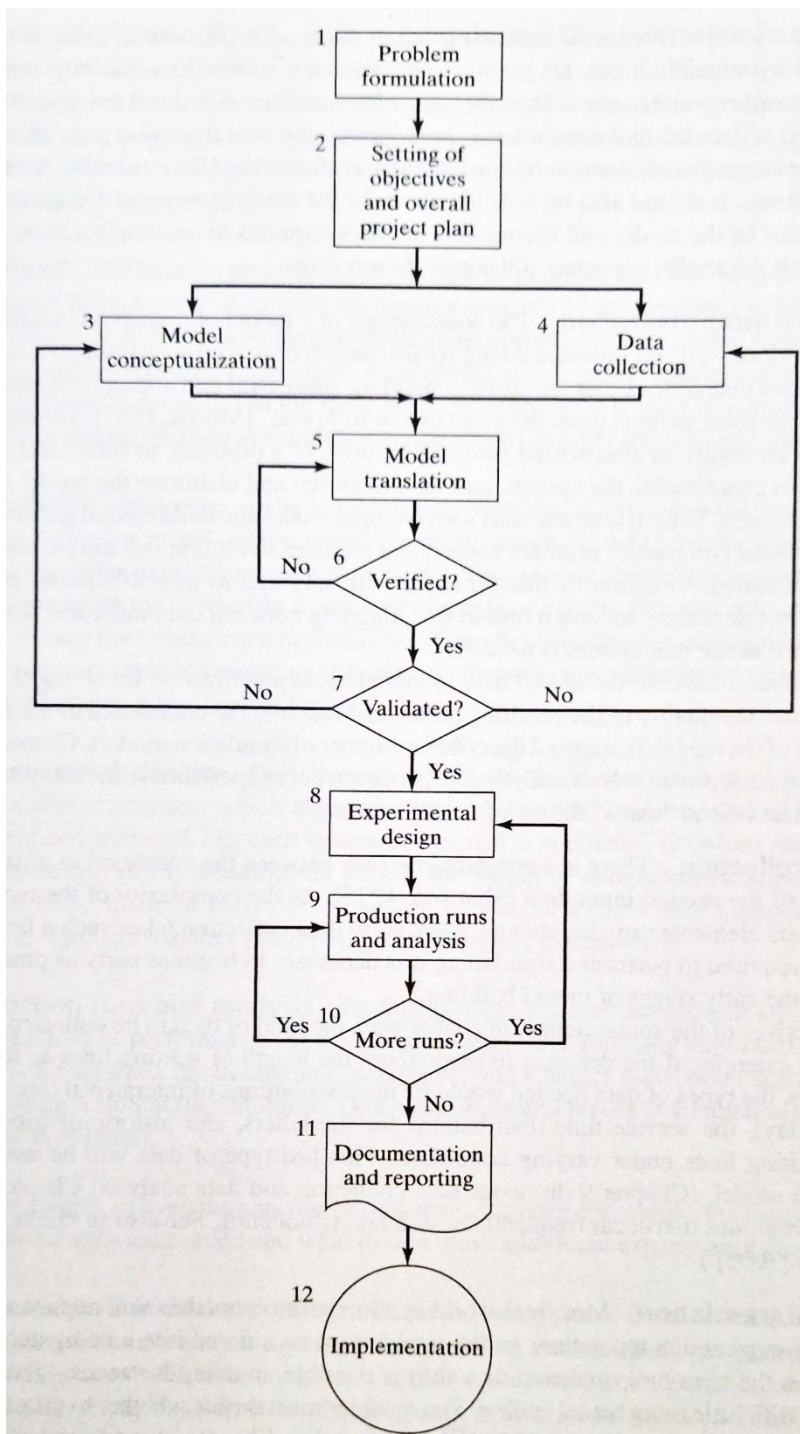 1
Problem
formulation
2
Setting of
objectives
and overall
project plan
3
Model
conceptualization
4
Data
collection
5
Model
translation
6
No
Verified?
Yes
7
No
Validated?
No
Yes
8
Experimental
design
9
Production runs
and analysis
10
Yes
More runs?
Yes
No
11
Documentation
and reporting
12
Implementation